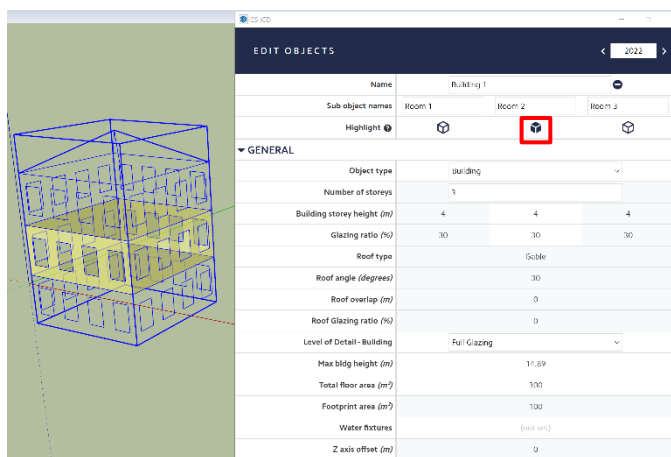 ES iCD
EDIT OBJECTS < 2022 >
Name Building 1
Sub object names Room 1 Room 2 Room 3
Highlight ?
GENERAL
Object type Building
Number of storeys 3
Building storey height (m) 4 4 4
Glazing ratio (%) 30 30 30
Roof type Gable
Roof angle (degrees) 30
Roof overlap (m) 0
Roof Glazing ratio (%) 0
Level of Detail - Building Full Glazing
Max bldg height (m) 14.89
Total floor area (m²) 300
Footprint area (m²) 100
Water fixtures (not set)
Z axis offset (m) 0